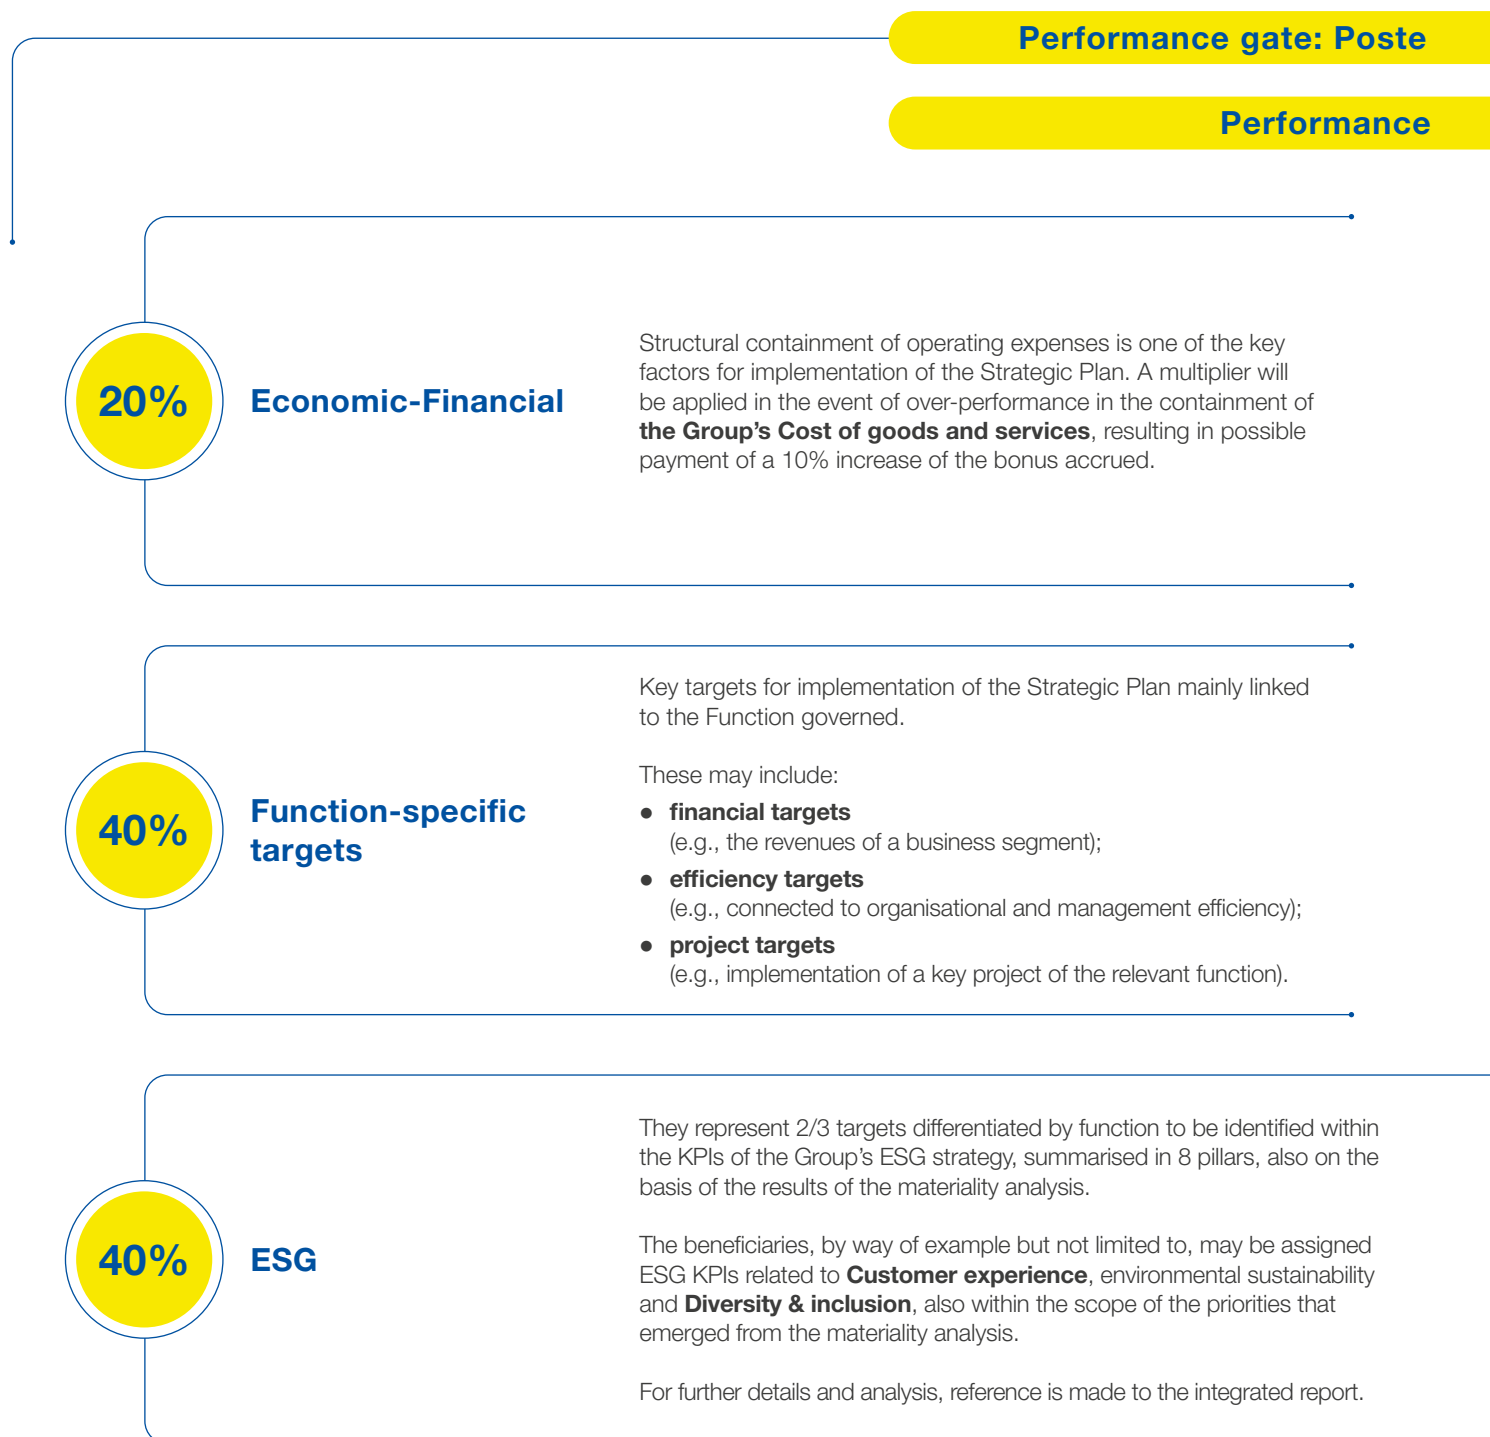 Performance gate: Poste
Performance
20%
Economic-Financial
Structural containment of operating expenses is one of the key
factors for implementation of the Strategic Plan. A multiplier will
be applied in the event of over-performance in the containment of
the Group's Cost of goods and services, resulting in possible
payment of a 10% increase of the bonus accrued.
40%
Function-specific
targets
Key targets for implementation of the Strategic Plan mainly linked
to the Function governed.
These may include:
● financial targets
(e.g., the revenues of a business segment);
● efficiency targets
(e.g., connected to organisational and management efficiency);
● project targets
(e.g., implementation of a key project of the relevant function).
40%
ESG
They represent 2/3 targets differentiated by function to be identified within
the KPIs of the Group's ESG strategy, summarised in 8 pillars, also on the
basis of the results of the materiality analysis.
The beneficiaries, by way of example but not limited to, may be assigned
ESG KPIs related to Customer experience, environmental sustainability
and Diversity & inclusion, also within the scope of the priorities that
emerged from the materiality analysis.
For further details and analysis, reference is made to the integrated report.